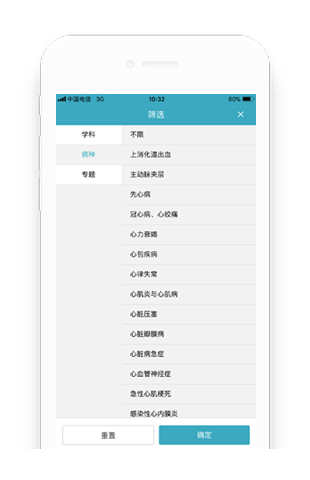 中国电信 3G 10:32 60%
筛选 ×
学科
病种
专题
不限
上消化道出血
主动脉夹层
先心病
冠心病、心绞痛
心力衰竭
心包疾病
心律失常
心肌炎与心肌病
心脏压塞
心脏瓣膜病
心脏病急症
心血管神经症
急性心肌梗死
感染性心内膜炎
重置
确定